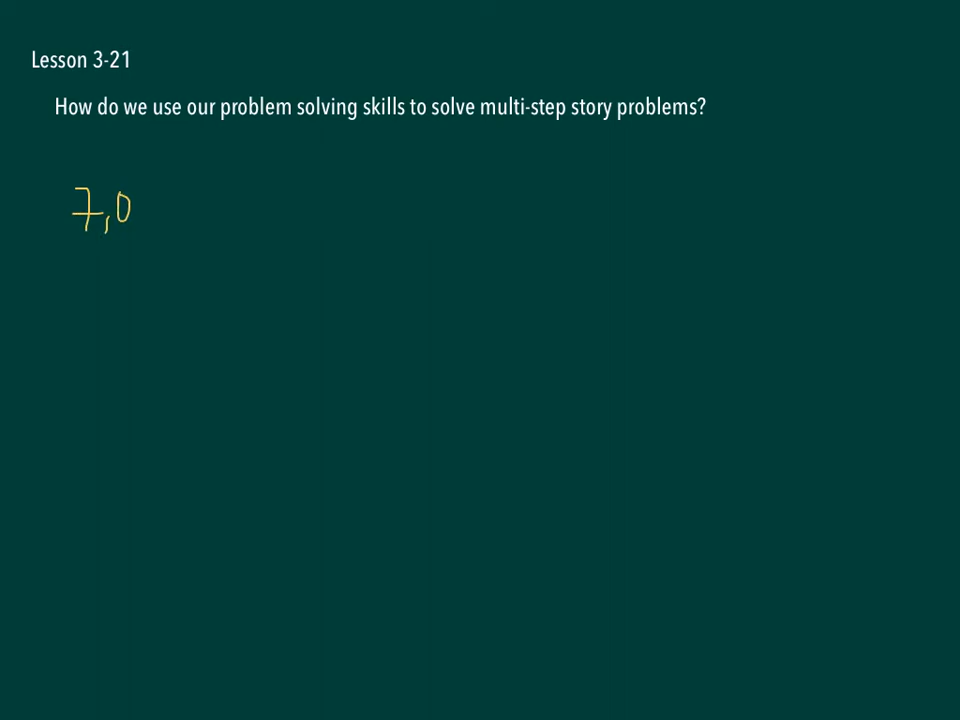 Lesson 3-21
How do we use our problem solving skills to solve multi-step story problems?
7,0